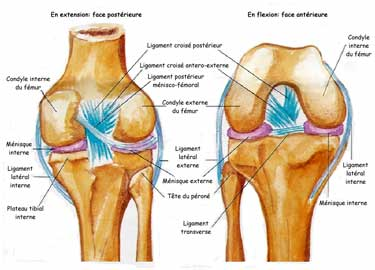 En extension: face postérieure
En flexion: face antérieure
Ligament croisé postérieur
Ligament croisé antero-externe
Ligament postérieur
ménisco-fémoral
Condyle interne
du fémur
Condyle externe
du fémur
Condyle
interne
du fémur
Ménisque
interne
Ligament
latéral
interne
Plateau tibial
interne
Ligament
latéral
externe
Ménisque externe
Tête du péroné
Ligament
transverse
Ligament
latéral
interne
Ménisque interne